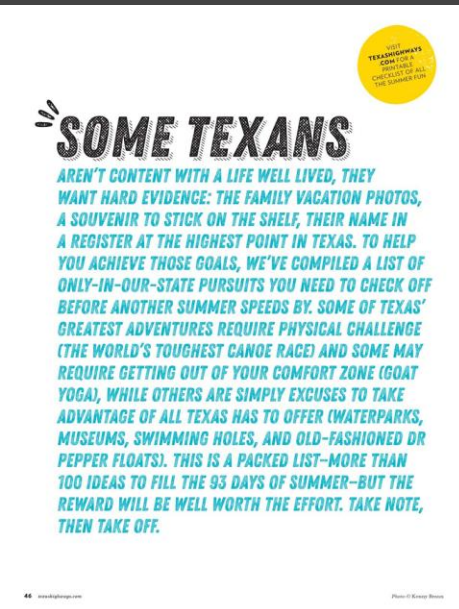 VISIT
TEXASHIGHWAYS
.COM FOR A
PRINTABLE
CHECKLIST OF ALL
THE SUMMER FUN
SOME TEXANS
AREN'T CONTENT WITH A LIFE WELL LIVED, THEY
WANT HARD EVIDENCE: THE FAMILY VACATION PHOTOS,
A SOUVENIR TO STICK ON THE SHELF, THEIR NAME IN
A REGISTER AT THE HIGHEST POINT IN TEXAS. TO HELP
YOU ACHIEVE THOSE GOALS, WE'VE COMPILED A LIST OF
ONLY-IN-OUR-STATE PURSUITS YOU NEED TO CHECK OFF
BEFORE ANOTHER SUMMER SPEEDS BY. SOME OF TEXAS'
GREATEST ADVENTURES REQUIRE PHYSICAL CHALLENGE
(THE WORLD'S TOUGHEST CANOE RACE) AND SOME MAY
REQUIRE GETTING OUT OF YOUR COMFORT ZONE (GOAT
YOGA), WHILE OTHERS ARE SIMPLY EXCUSES TO TAKE
ADVANTAGE OF ALL TEXAS HAS TO OFFER (WATERPARKS,
MUSEUMS, SWIMMING HOLES, AND OLD-FASHIONED DR
PEPPER FLOATS). THIS IS A PACKED LIST—MORE THAN
100 IDEAS TO FILL THE 93 DAYS OF SUMMER—BUT THE
REWARD WILL BE WELL WORTH THE EFFORT. TAKE NOTE,
THEN TAKE OFF.
46 texashighways.com
Photo © Kenny Braun